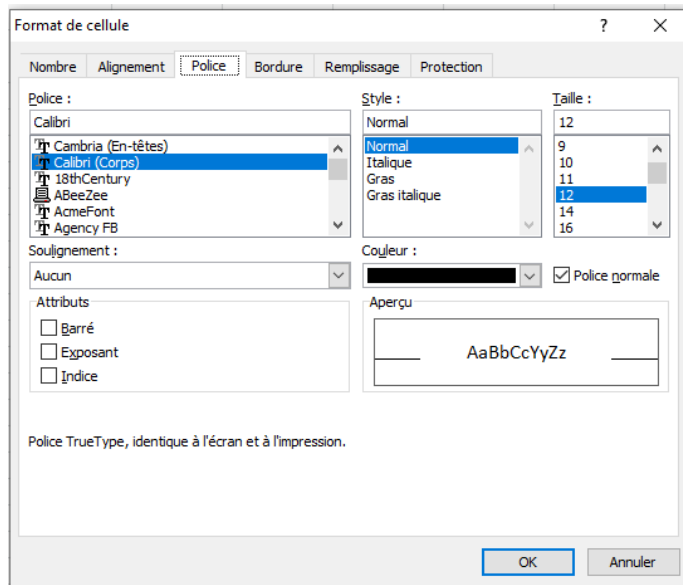 Format de cellule
?
Nombre Alignement Police Bordure Remplissage Protection
Police : Style : Taille :
Calibri Normal 12
Cambria (En-têtes) Normal 9
Calibri (Corps) Italique 10
18thCentury Gras 11
ABeeZee Gras italique 12
AcmeFont 14
Agency FB 16
Soulignement : Couleur :
Aucun Police normale
Attributs Aperçu
Barré
Exposant AaBbCcYyZz
Indice
Police TrueType, identique à l'écran et à l'impression.
OK Annuler